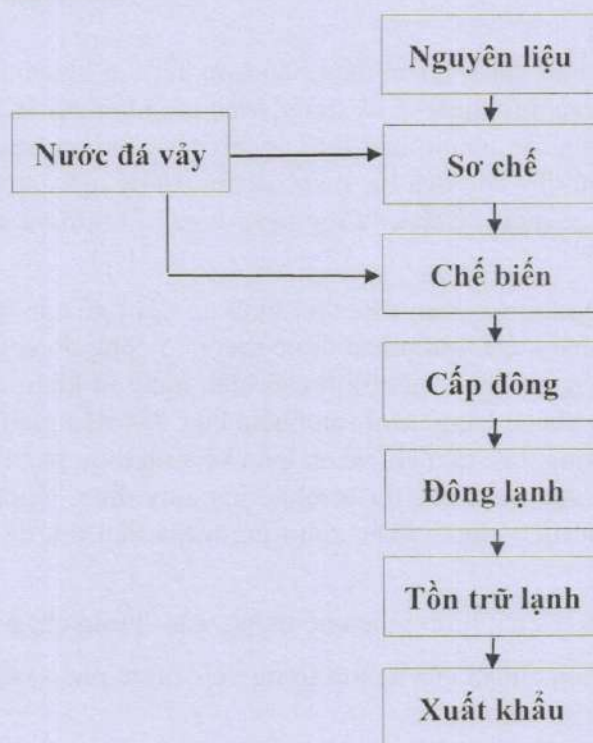 Nguyên liệu
Nước đá vảy
Sơ chế
Chế biến
Cấp đông
Đông lạnh
Tồn trữ lạnh
Xuất khẩu